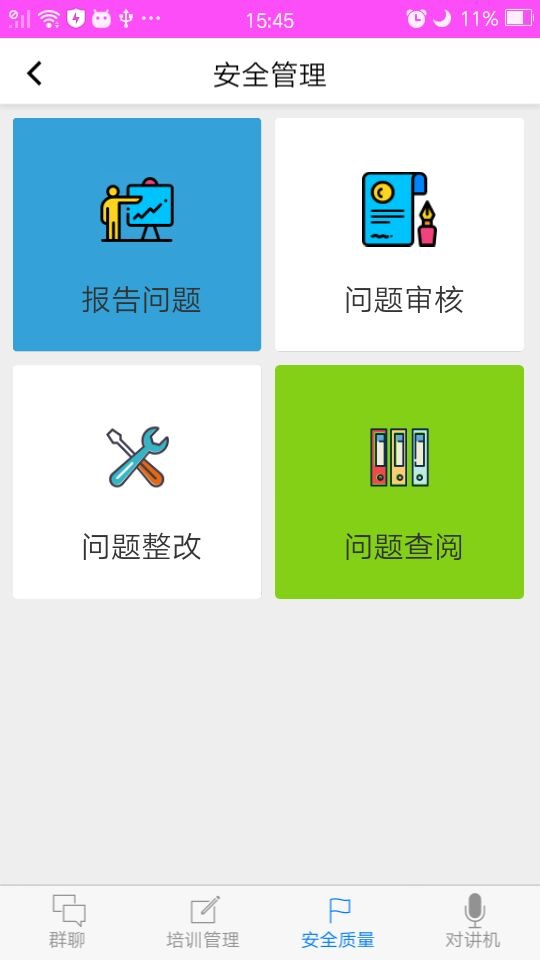 15:45
11%
安全管理
报告问题
问题审核
问题整改
问题查阅
群聊
培训管理
安全质量
对讲机